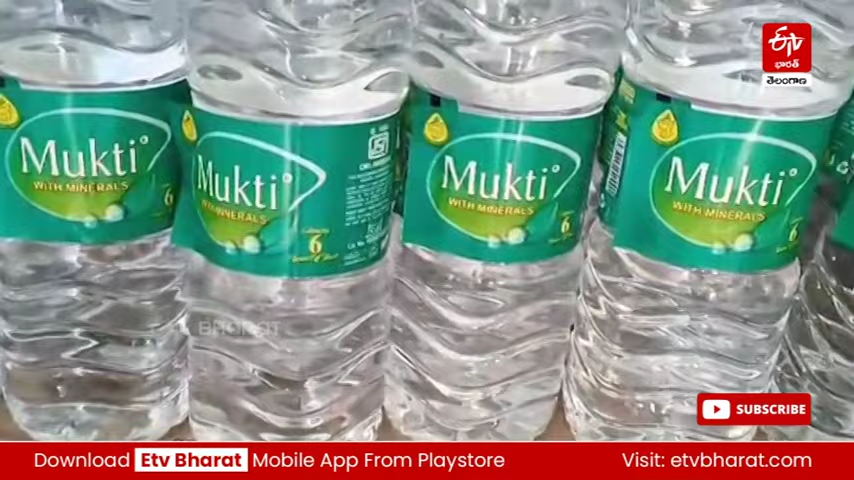 ETV
భారత్
తెలంగాణ
Mukti
WITH MINERALS
6
Mukti
WITH MINERALS
6
Mukti
WITH MINERALS
6
Mukti
WITH MINERALS
6
BHARAT
SUBSCRIBE
Download Etv Bharat Mobile App From Playstore
Visit: etvbharat.com